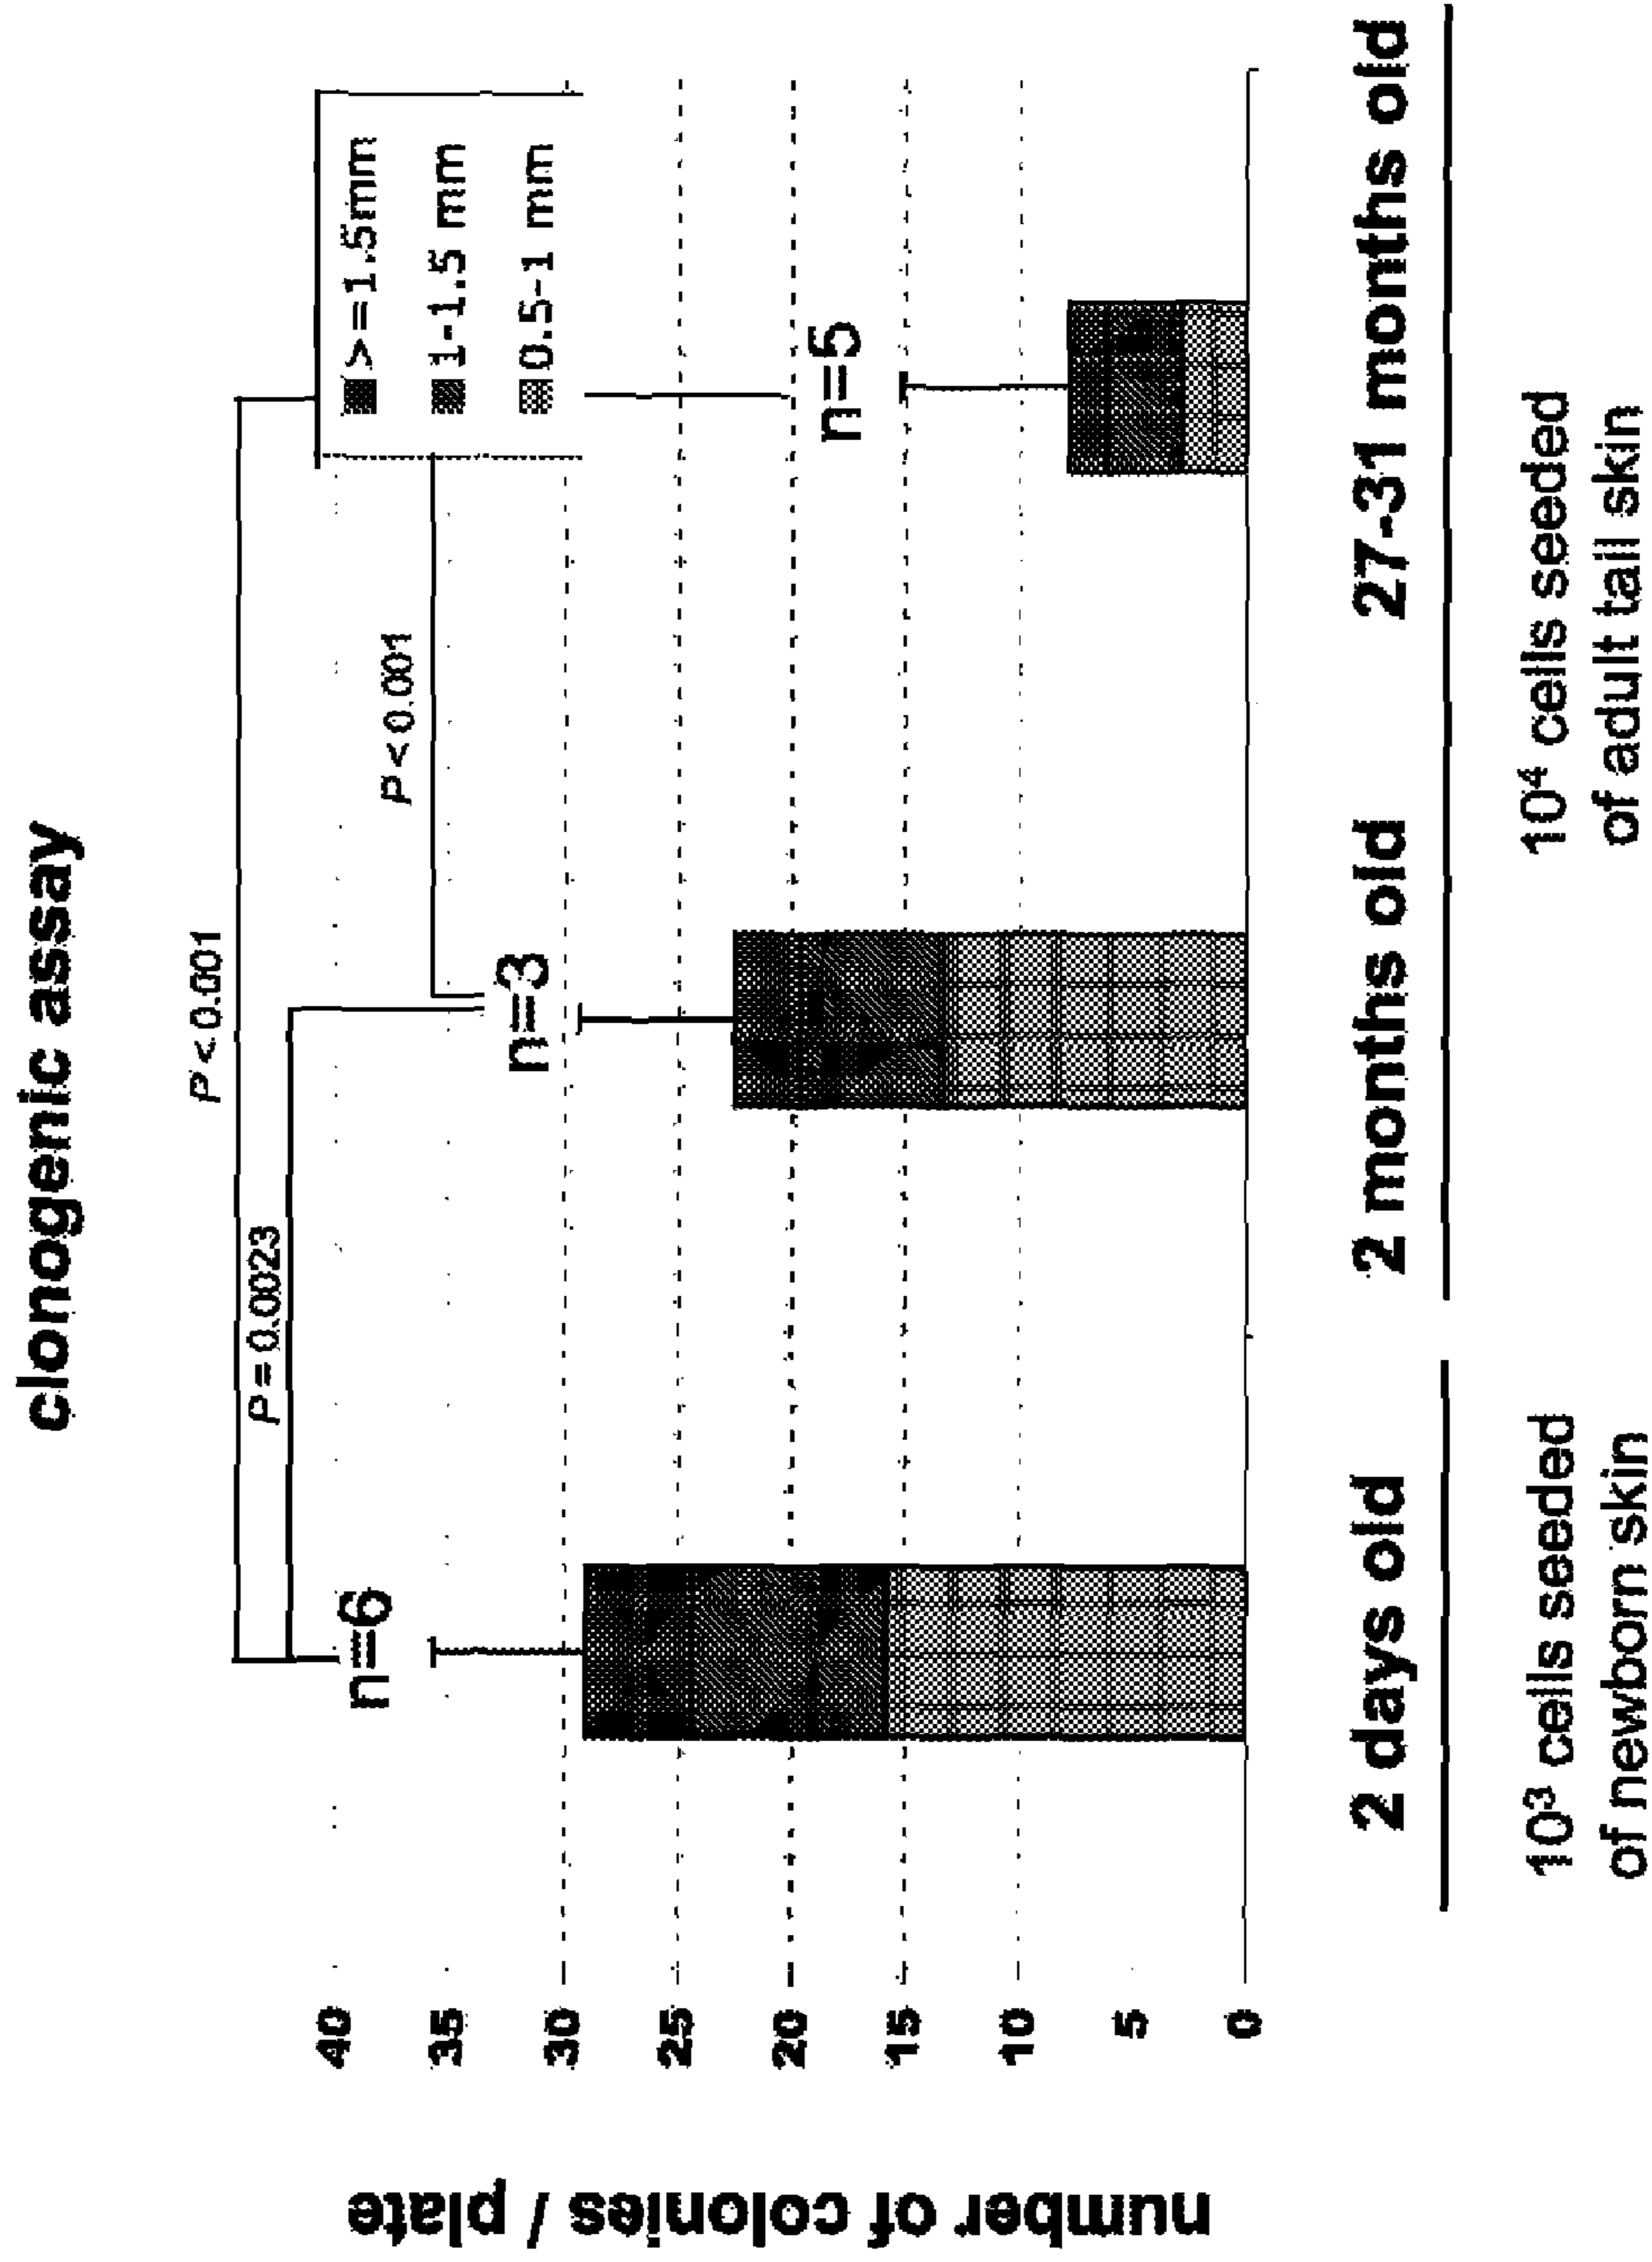 clonogenic assay
P < 0.001
P = 0.0023
P < 0.001
>=1.5mm
1-1.5 mm
0.5-1 mm
n=6
n=3
n=5
number of colonies / plate
40
35
30
25
20
15
10
5
0
2 days old
2 months old
27-31 months old
10³ cells seeded
of newborn skin
10⁴ cells seeded
of adult tail skin